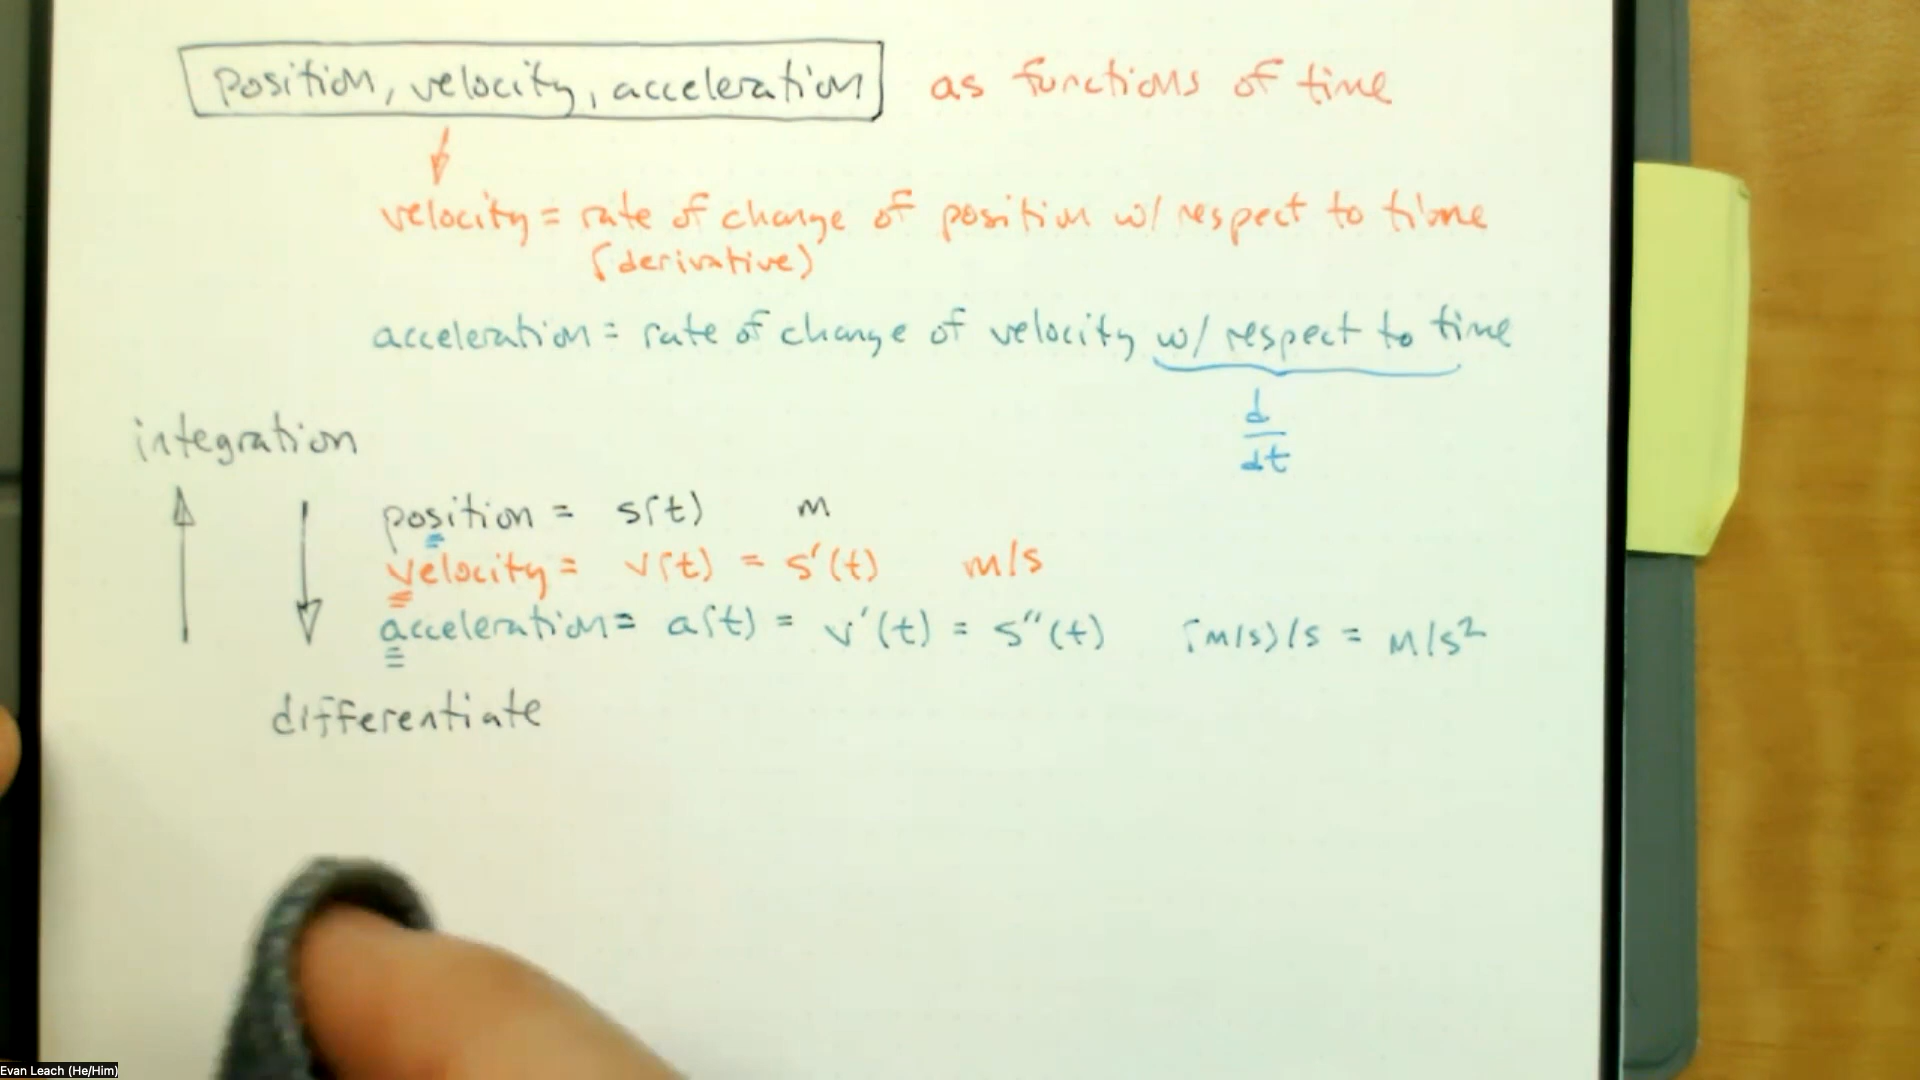 position, velocity, acceleration as functions of time
velocity = rate of change of position w/ respect to time
(derivative)
acceleration = rate of change of velocity w/ respect to time
d
dt
integration
position = s(t) m
velocity = v(t) = s'(t) m/s
acceleration = a(t) = v'(t) = s''(t) (m/s)/s = m/s²
differentiate
Evan Leach (He/Him)